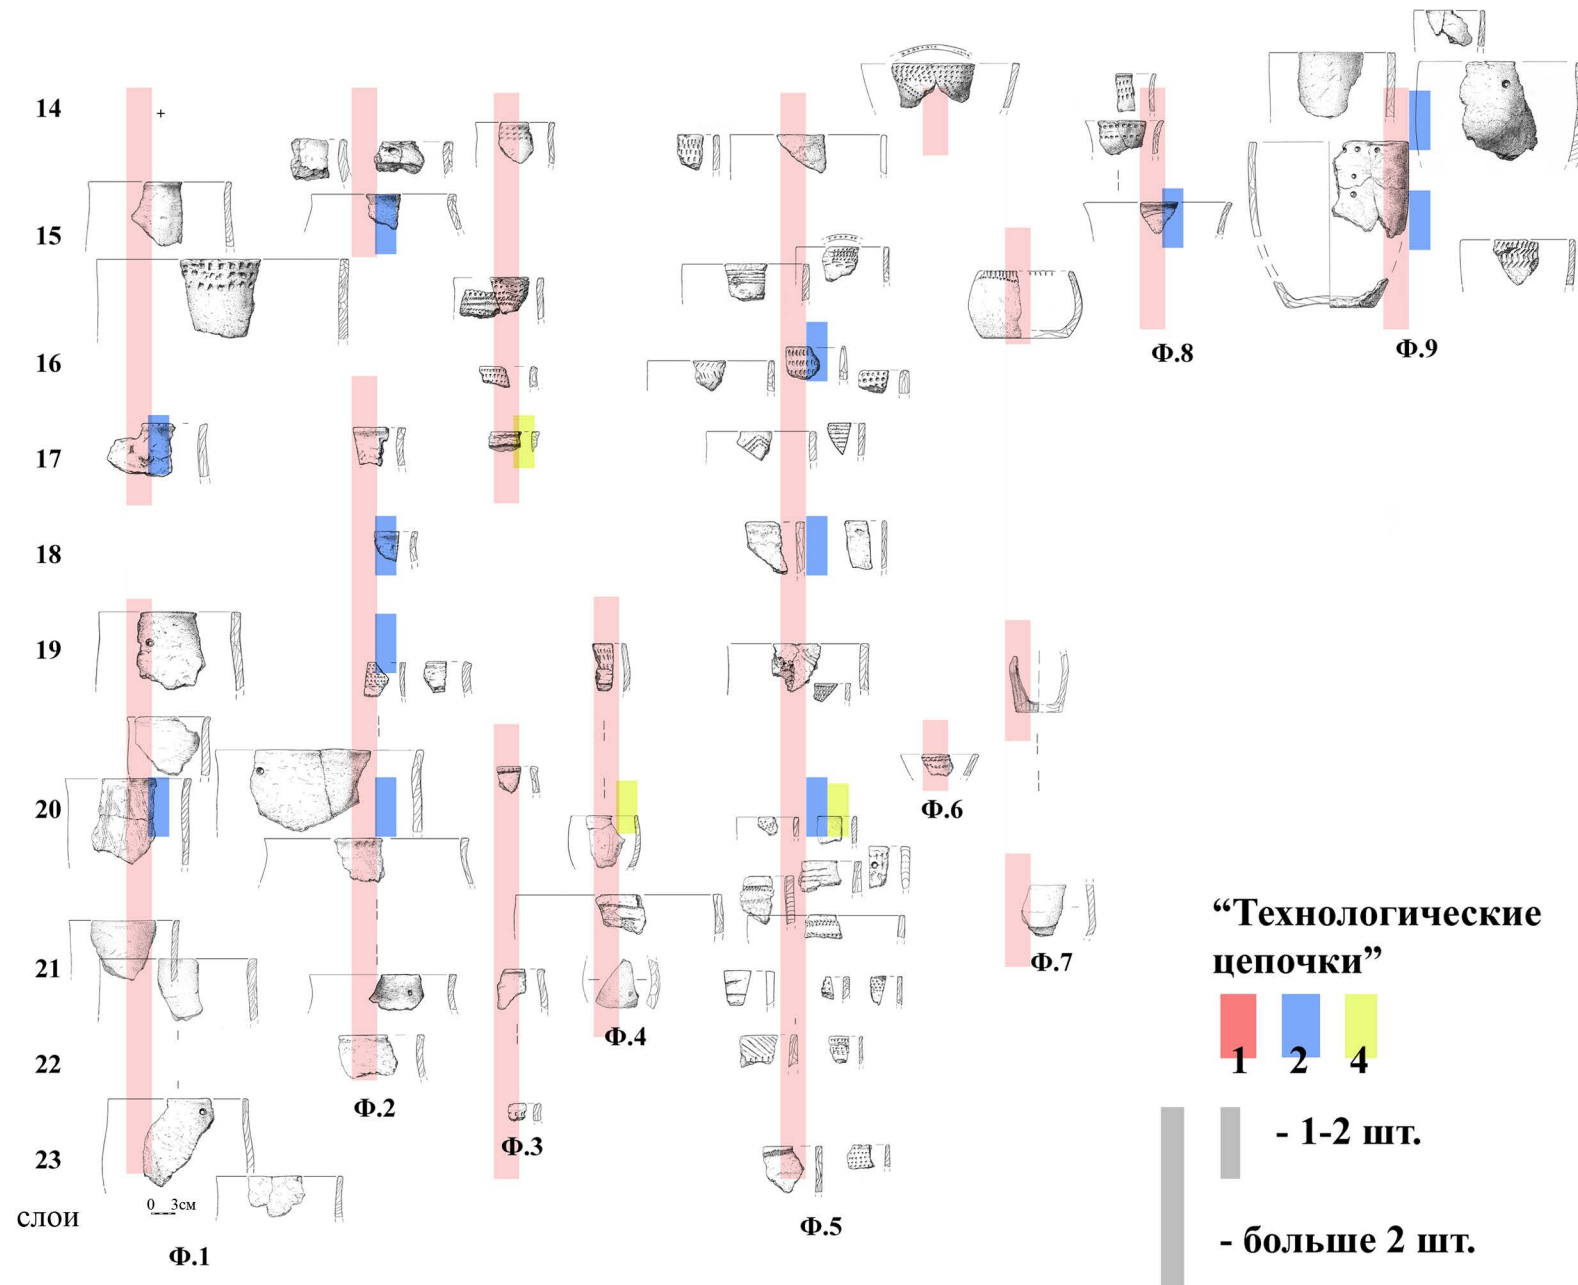 14
+
15
16
Ф.8
Ф.9
17
18
19
20
Ф.6
“Технологические
цепочки”
21
Ф.7
Ф.4
1 2 4
22
Ф.2
Ф.3
- 1-2 шт.
23
0 3см
слои
Ф.5
Ф.1
- больше 2 шт.